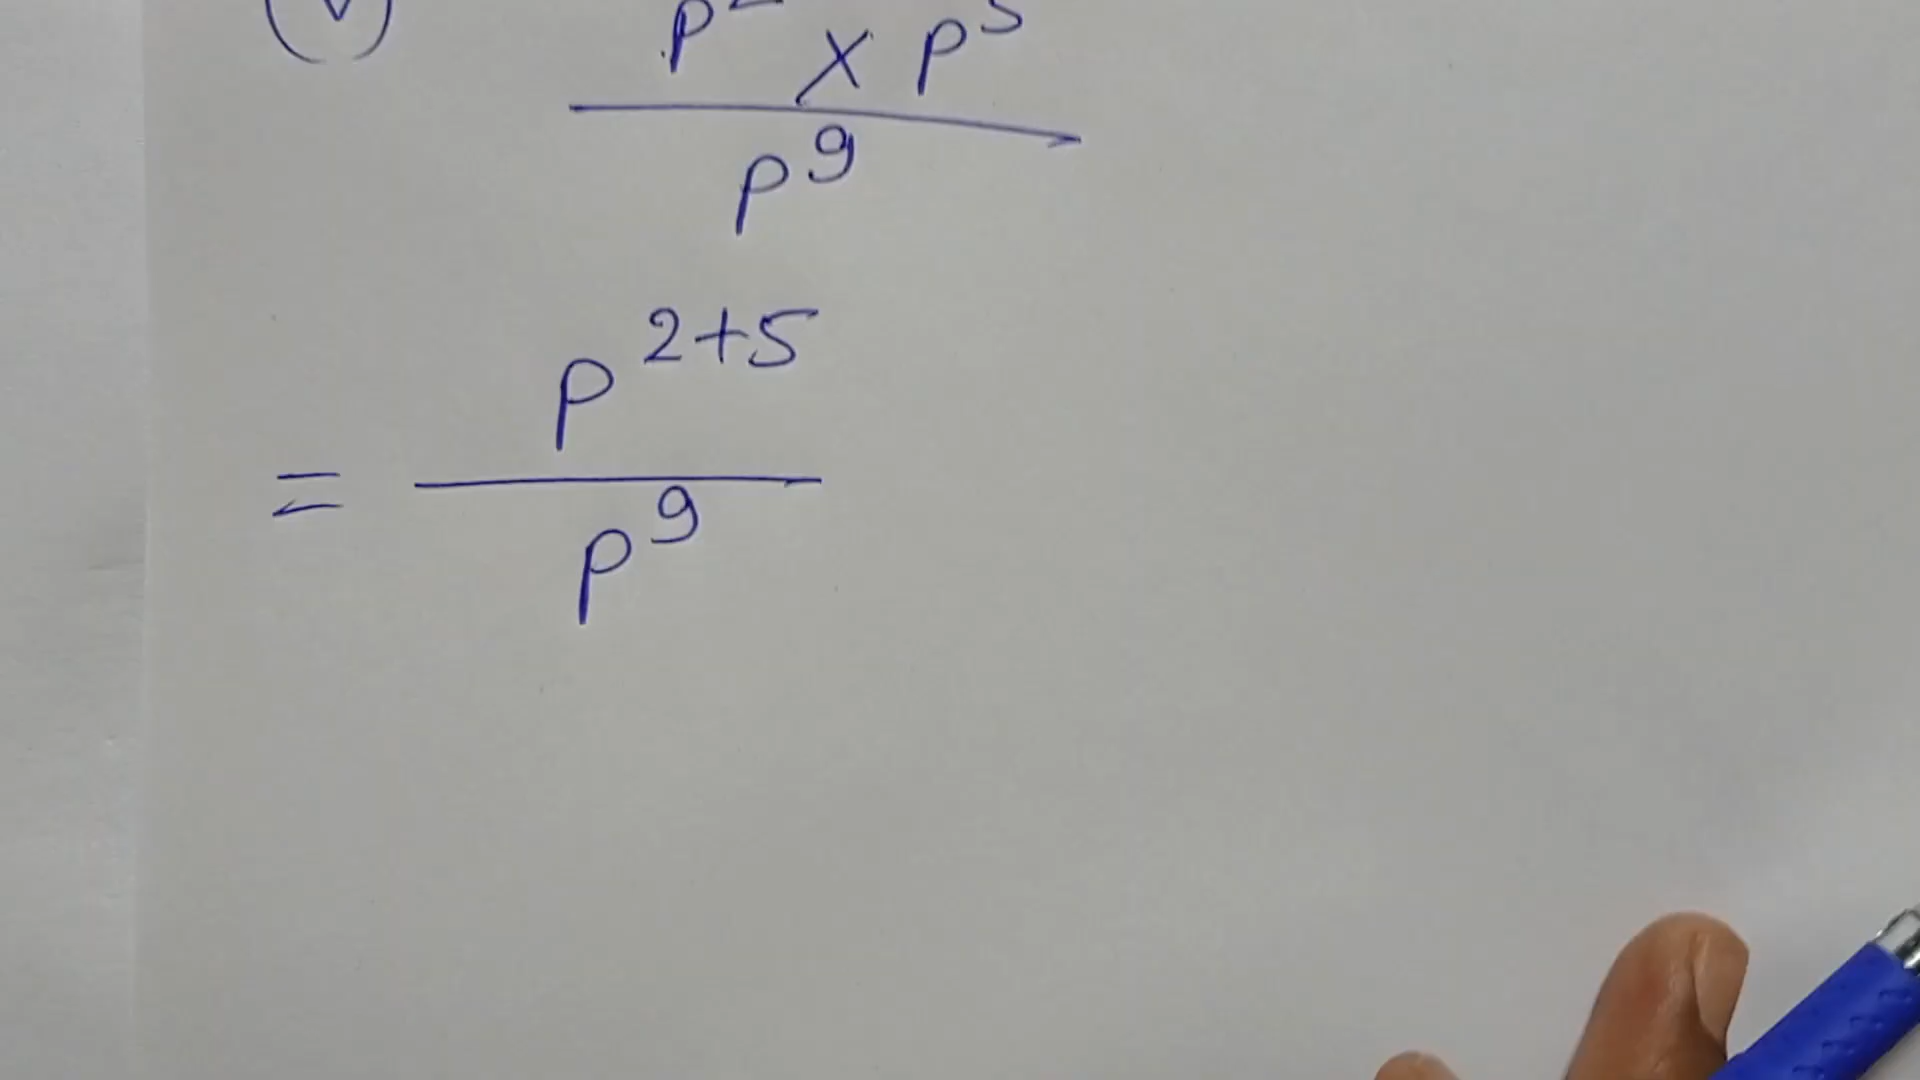 (v) p² × p⁵
p⁹
p²⁺⁵
=
p⁹